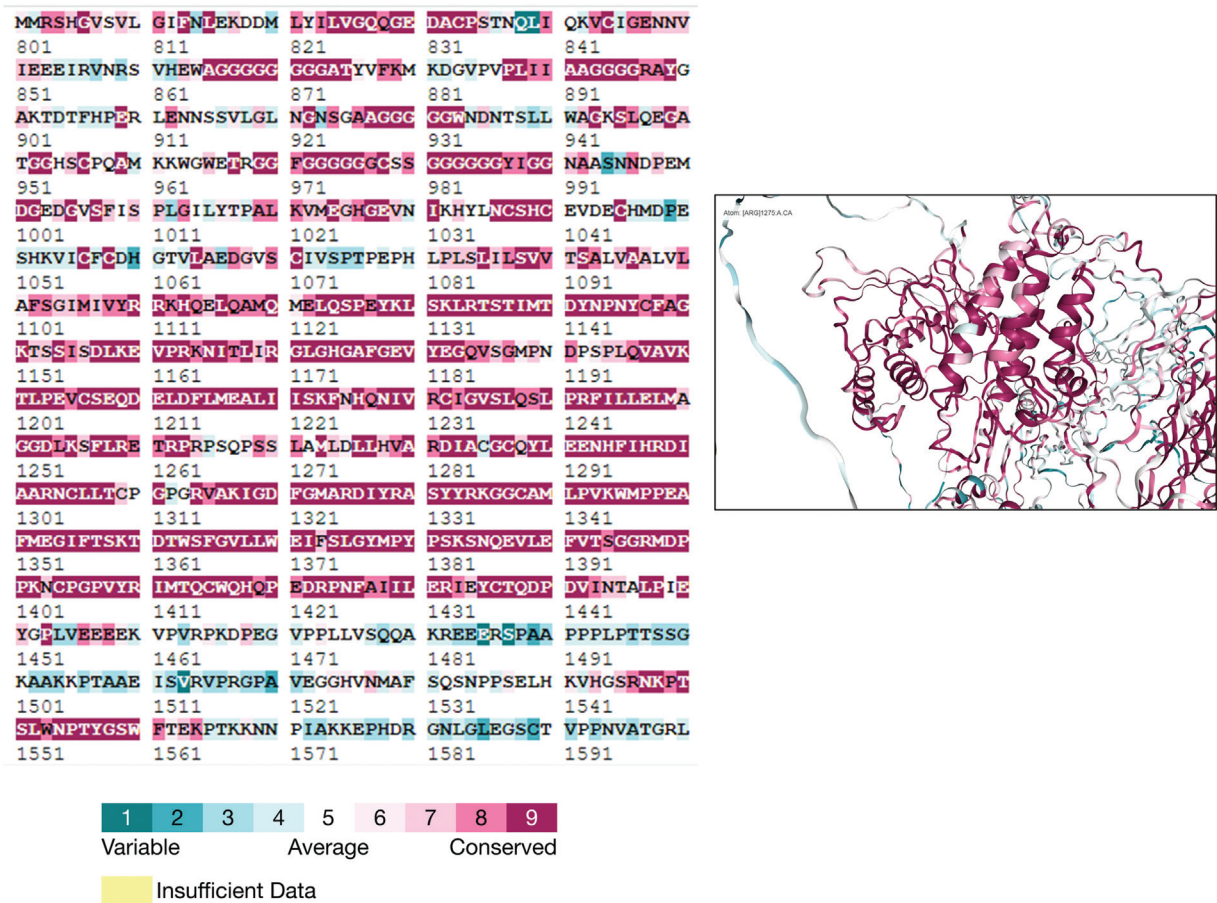 MMRSHGVSVL GIFNLEKDDM LYILVGQQGE DACPSTNQLI QKVCIGENNV
801 811 821 831 841
IEEEIRVNRS VHEWAGGGGG GGGATYVFKM KDGVPVPLII AAGGGGRAYG
851 861 871 881 891
AKTDTFHPER LENNSSVLGL NGNSGAAGGG GGWNDNTSLL WAGKSLQEGA
901 911 921 931 941
TGGHSCPQAM KKWGWETRGG FGGGGGGCSS GGGGGGYIGG NAASNNDPEM
951 961 971 981 991
DGEDGVSFIS PLGILYTPAL KVMEGHGEVN IKHYLNCSHC EVDECHMDPE
1001 1011 1021 1031 1041
SHKVICFCDH GTVLAEDGVS CIVSPTPEPH LPLSLILSVV TSALVAALVL
1051 1061 1071 1081 1091
AFSGIMIVYR RKHQELQAMQ MELQSPEYKL SKLRTSTIMT DYNPNYCFAG
1101 1111 1121 1131 1141
KTSSISDLKE VPRKNITLIR GLGHGAFGEV YEGQVSGMPN DPSPLQVAVK
1151 1161 1171 1181 1191
TLPEVCSEQD ELDFLMEALI ISKFNHQNIV RCIGVSLQSL PRFILLELMA
1201 1211 1221 1231 1241
GGDLKSFLRE TRPRPSQPSS LAMLDLLHVA RDIACGCQYL EENHFIHRDI
1251 1261 1271 1281 1291
AARNCLLTCP GPGRVAKIGD FGMARDIYRA SYYRKGGCAM LPVKWMPPEA
1301 1311 1321 1331 1341
FMEGIFTSKT DTWSFGVLLW EIFSLGYMPY PSKSNQEVLE FVTSGGRMDP
1351 1361 1371 1381 1391
PKNCPGPVYR IMTQCWQHQP EDRPNFAIIL ERIEYCTQDP DVINTALPIE
1401 1411 1421 1431 1441
YGPLVEEEEK VPVRPKDPEG VPPLLVSQQA KREEERSPAA PPPLPTTSSG
1451 1461 1471 1481 1491
KAAKKPTAAE ISVRVPRGPA VEGGHVNMAF SQSNPPSELH KVHGSRNKPT
1501 1511 1521 1531 1541
SLWNPTYGSW FTEKPTKKNN PIAKKEPHDR GNLGLEGSCT VPPNVATGRL
1551 1561 1571 1581 1591
Atom: [ARG]1275:A.CA
1 2 3 4 5 6 7 8 9
Variable Average Conserved
Insufficient Data